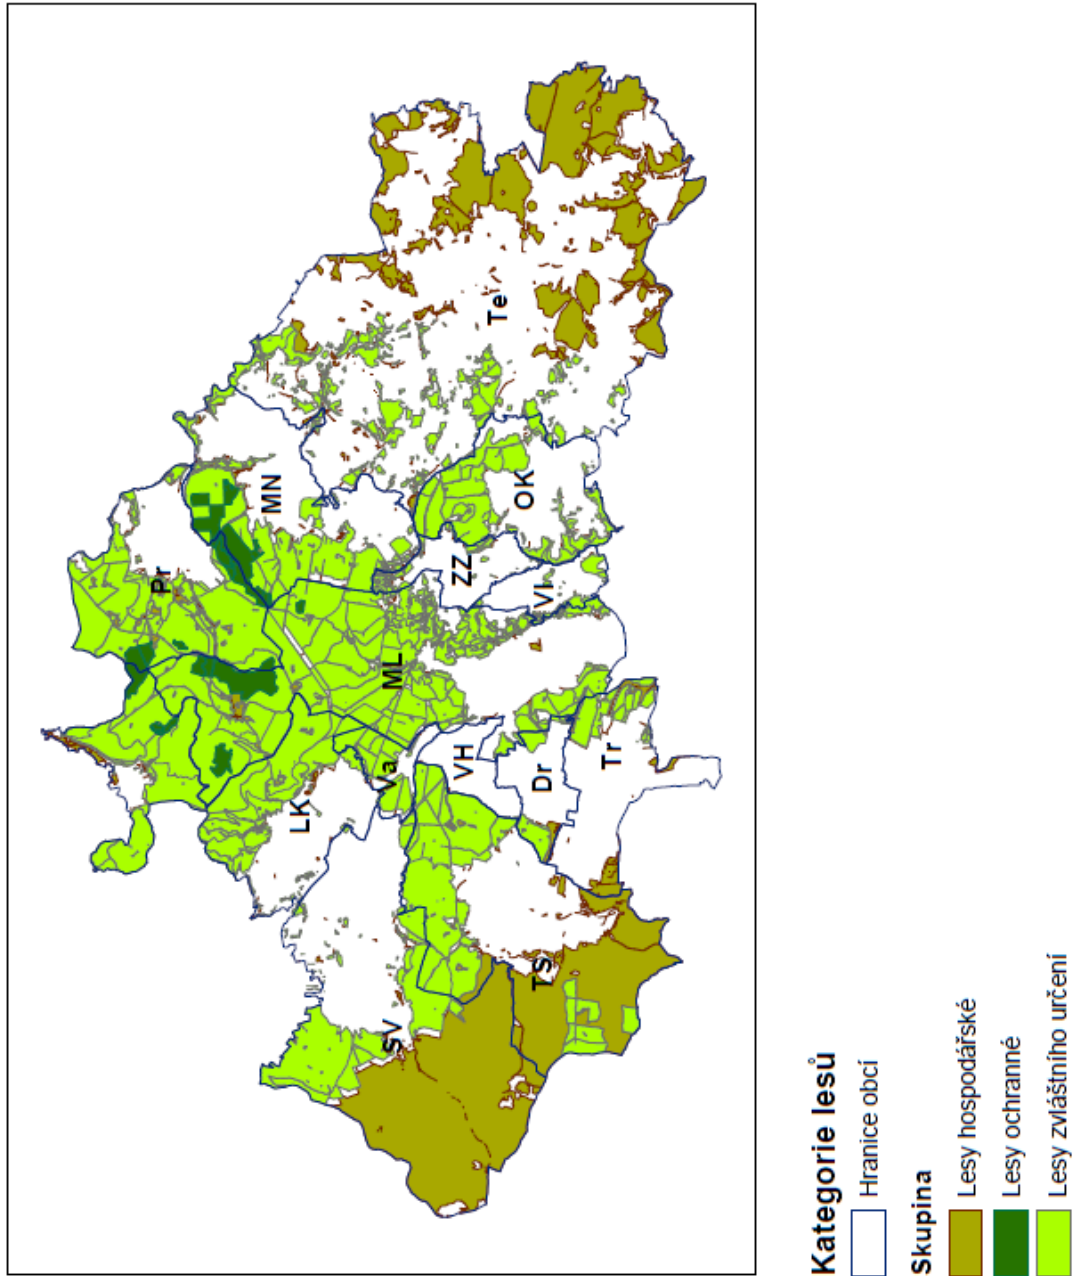 Pr
MN
Te
OK
ZZ
VI
ML
LK
Va
VH
Dr
Tr
SV
TS
Kategorie lesů
Hranice obcí
Skupina
Lesy hospodářské
Lesy ochranné
Lesy zvláštního určení